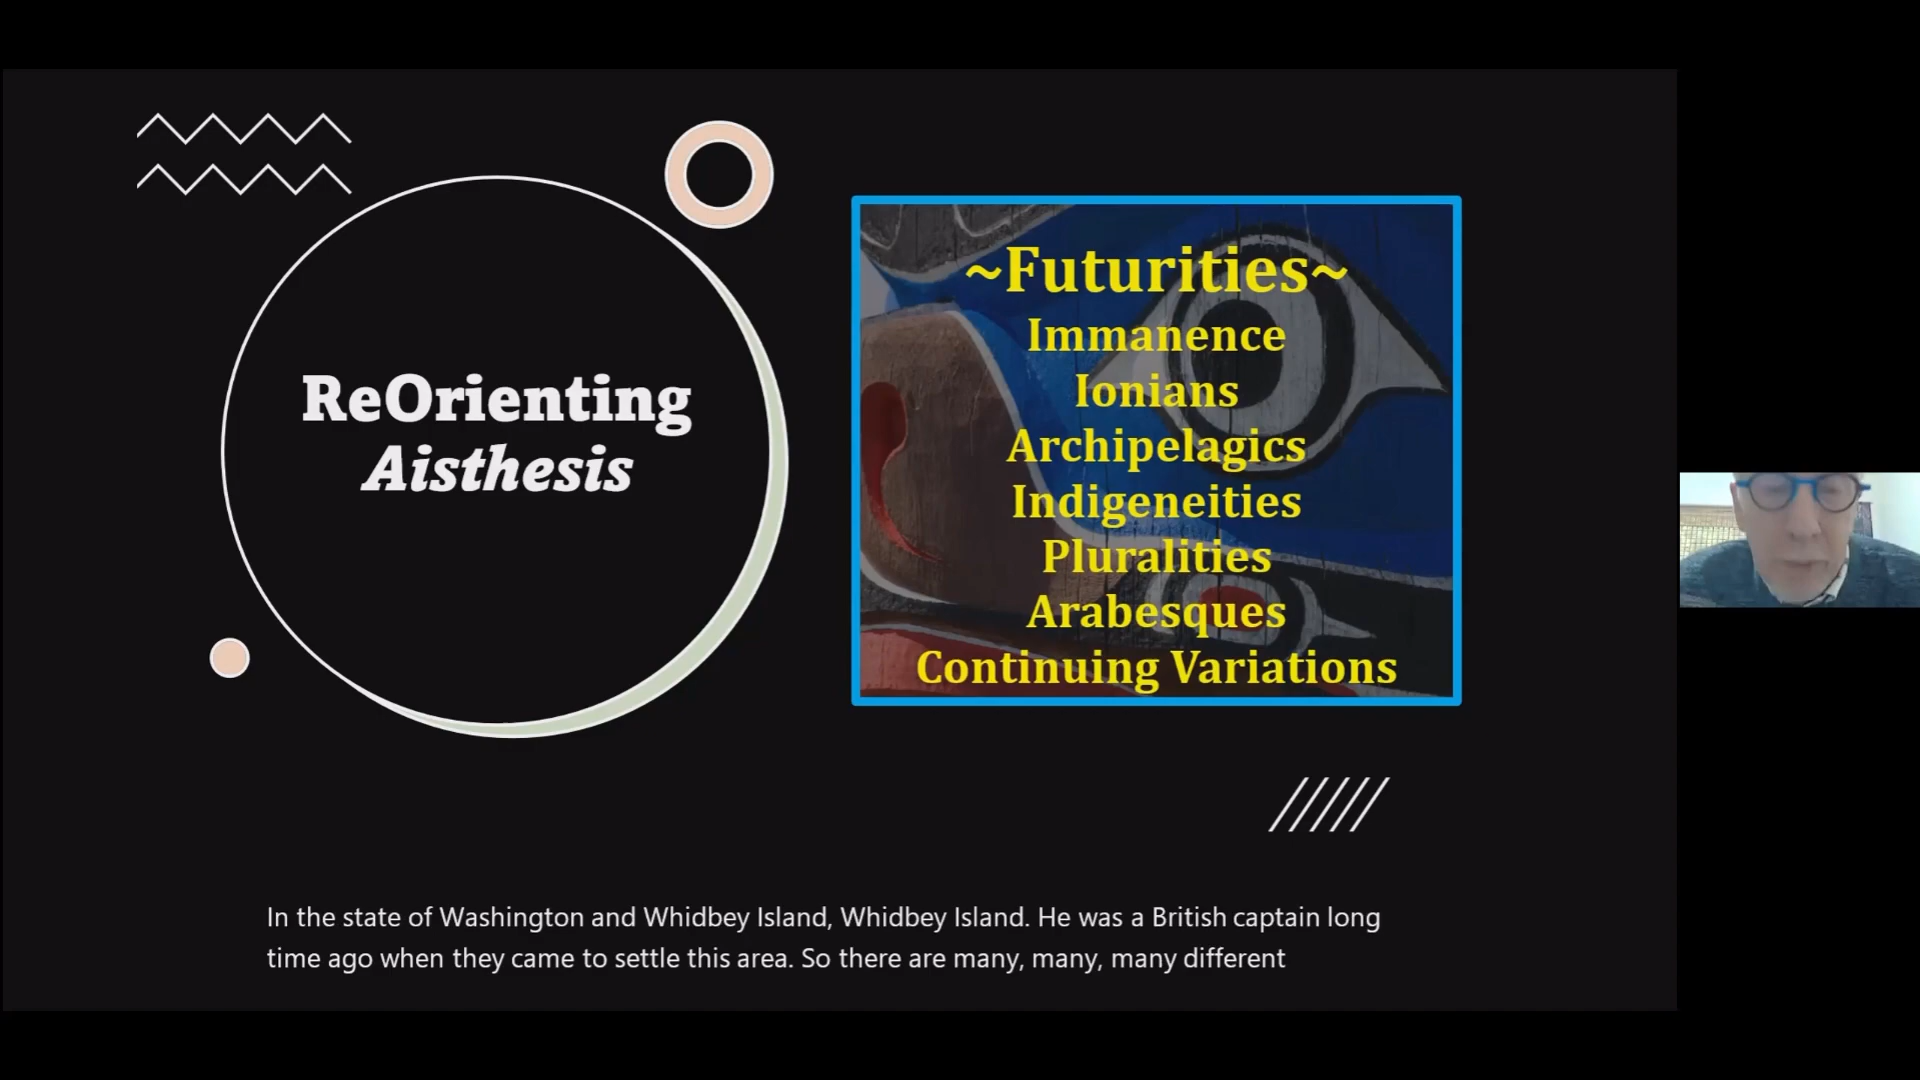 ReOrienting
Aisthesis
~Futurities~
Immanence
Ionians
Archipelagics
Indigeneities
Pluralities
Arabesques
Continuing Variations
In the state of Washington and Whidbey Island, Whidbey Island. He was a British captain long
time ago when they came to settle this area. So there are many, many, many different